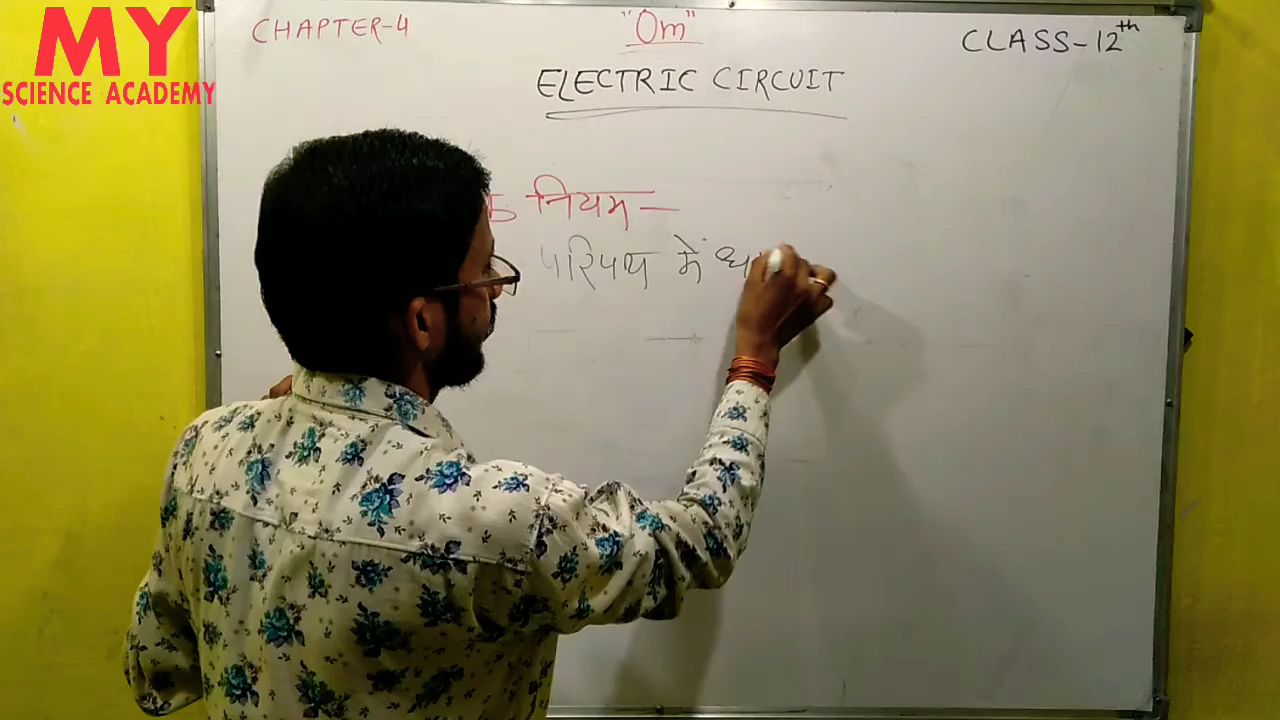 MY
SCIENCE ACADEMY
CHAPTER-4
"Om"
CLASS-12th
ELECTRIC CIRCUIT
नियम —
परिपथ में